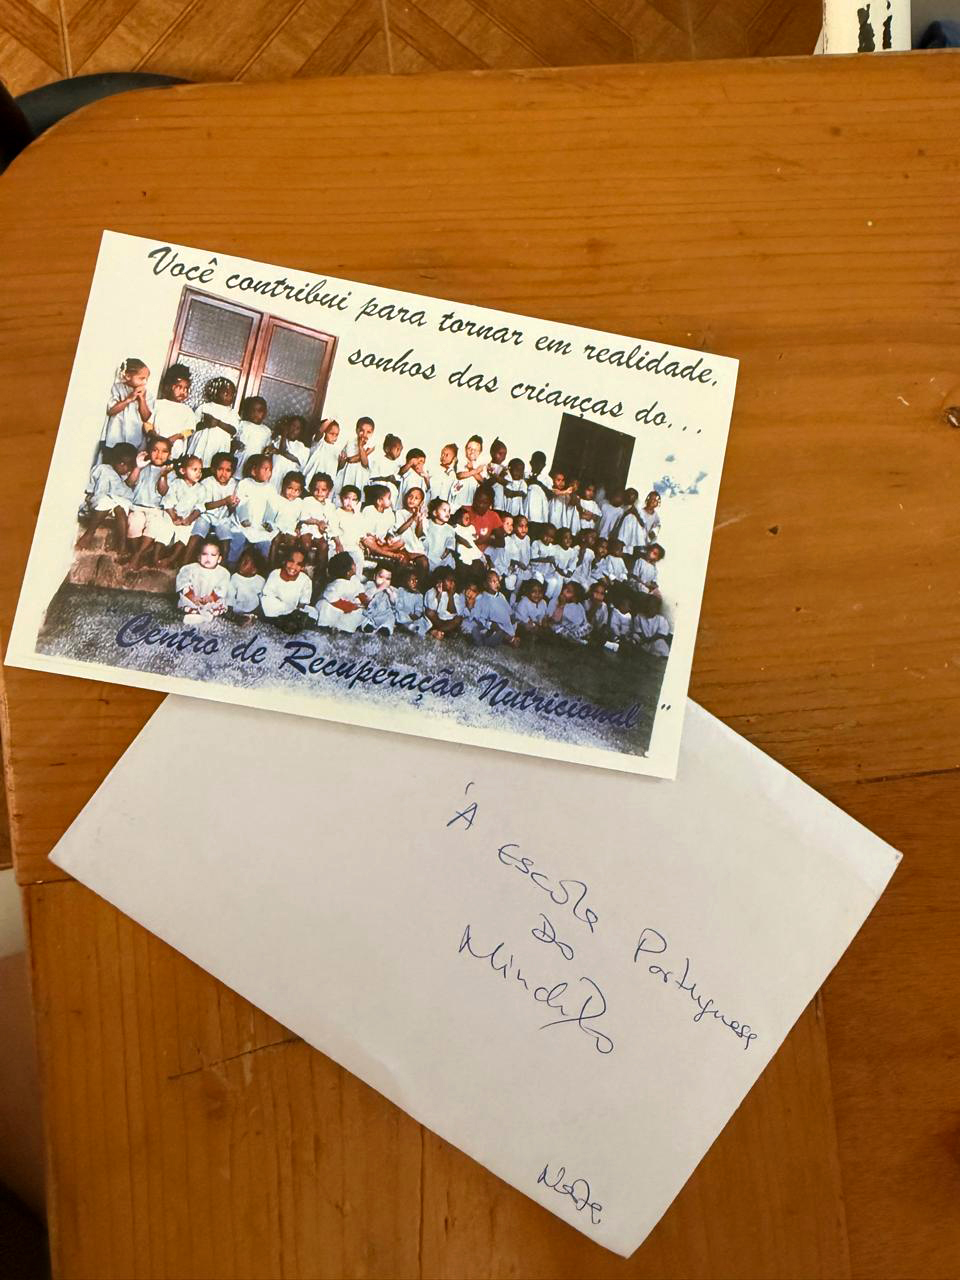 Você contribui para tornar em realidade,
sonhos das crianças do...
"Centro de Recuperação Nutricional"
À
Escola Portuguesa
Do
Mindelo